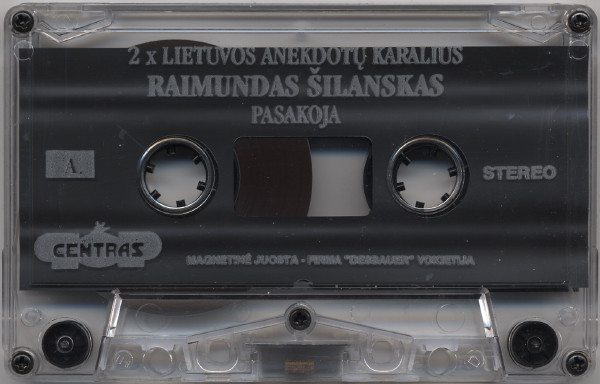 2 x LIETUVOS ANEKDOTŲ KARALIUS
RAIMUNDAS ŠILANSKAS
PASAKOJA
A.
STEREO
CENTRAS
MAGNETINĖ JUOSTA - FIRMA "DESSAUER" VOKIETIJA